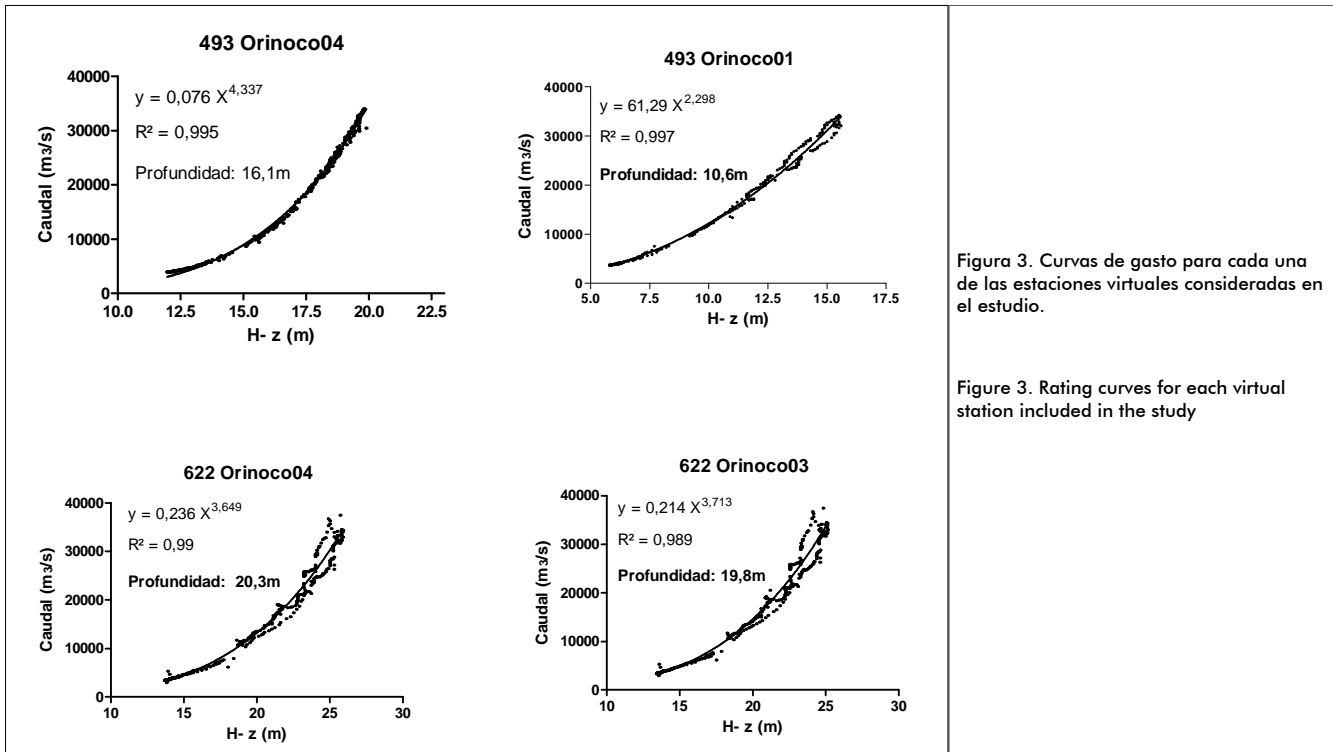 493 Orinoco04
y = 0,076 X^4,337
R² = 0,995
Profundidad: 16,1m
Caudal (m3/s)
40000
30000
20000
10000
0
10.0 12.5 15.0 17.5 20.0 22.5
H- z (m)
493 Orinoco01
y = 61,29 X^2,298
R² = 0,997
Profundidad: 10,6m
Caudal (m3/s)
40000
30000
20000
10000
0
5.0 7.5 10.0 12.5 15.0 17.5
H- z (m)
622 Orinoco04
y = 0,236 X^3,649
R² = 0,99
Profundidad: 20,3m
Caudal (m3/s)
40000
30000
20000
10000
0
10 15 20 25 30
H- z (m)
622 Orinoco03
y = 0,214 X^3,713
R² = 0,989
Profundidad: 19,8m
Caudal (m3/s)
40000
30000
20000
10000
0
10 15 20 25 30
H- z (m)
Figura 3. Curvas de gasto para cada una
de las estaciones virtuales consideradas en
el estudio.
Figure 3. Rating curves for each virtual
station included in the study